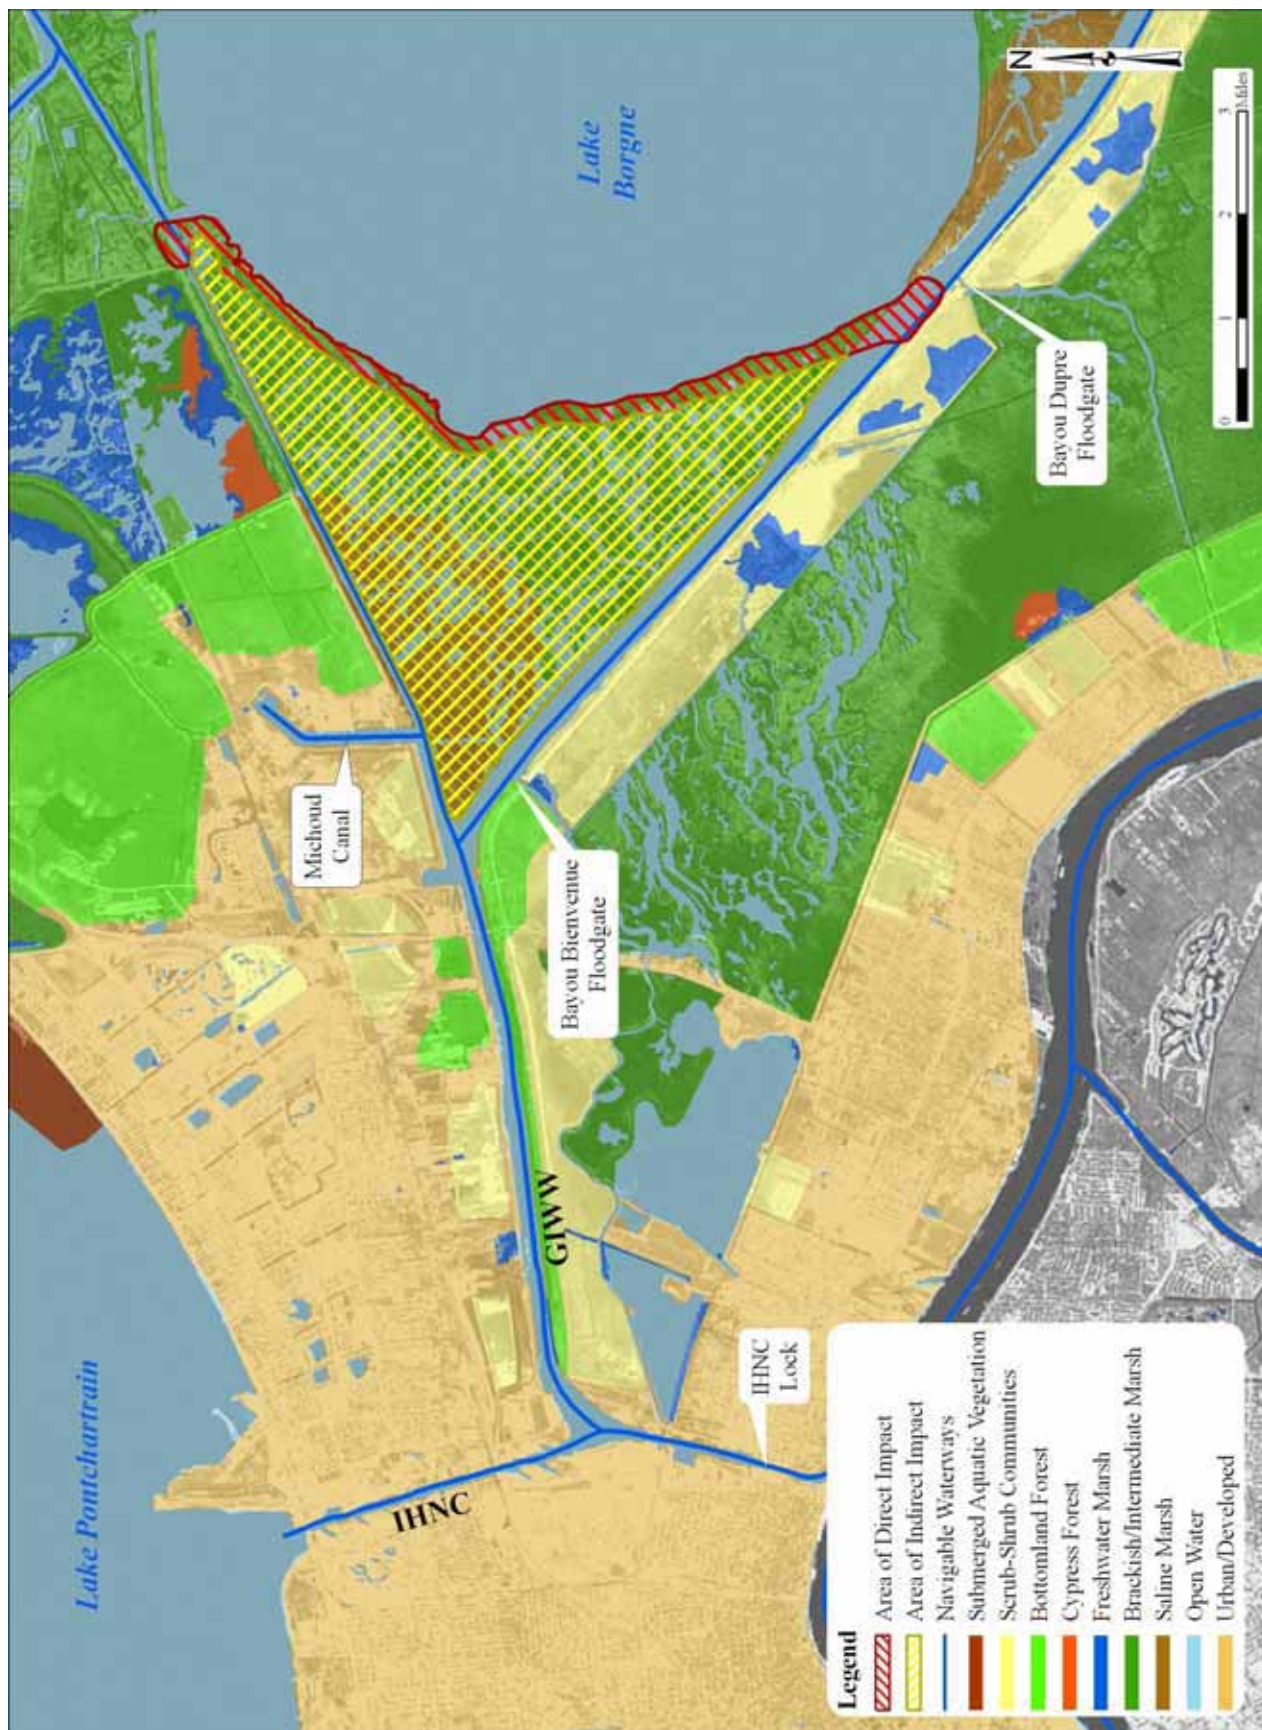 Lake Pontchartrain
Lake
Borgne
N
Michoud
Canal
IHNC
GIWW
Bayou Bienvenue
Floodgate
Bayou Dupre
Floodgate
IHNC
Lock
Legend
Area of Direct Impact
Area of Indirect Impact
Navigable Waterways
Submerged Aquatic Vegetation
Scrub-Shrub Communities
Bottomland Forest
Cypress Forest
Freshwater Marsh
Brackish/Intermediate Marsh
Saline Marsh
Open Water
Urban/Developed
0 1 2 3
Miles